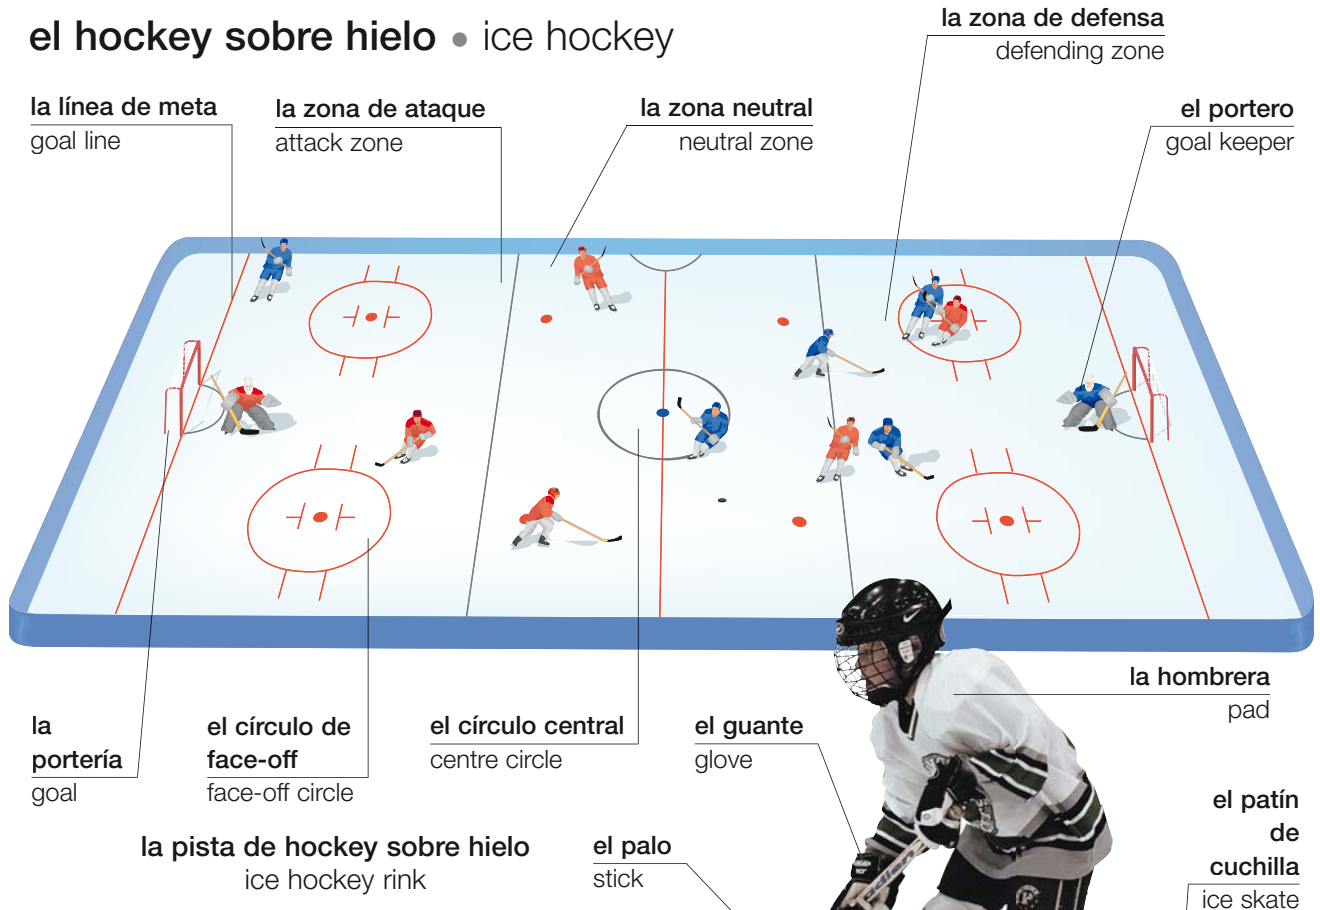 el hockey sobre hielo • ice hockey
la zona de defensa
defending zone
la línea de meta
goal line
la zona de ataque
attack zone
la zona neutral
neutral zone
el portero
goal keeper
la hombrera
pad
la
portería
goal
el círculo de
face-off
face-off circle
el círculo central
centre circle
el guante
glove
el patín
de
cuchilla
ice skate
la pista de hockey sobre hielo
ice hockey rink
el palo
stick